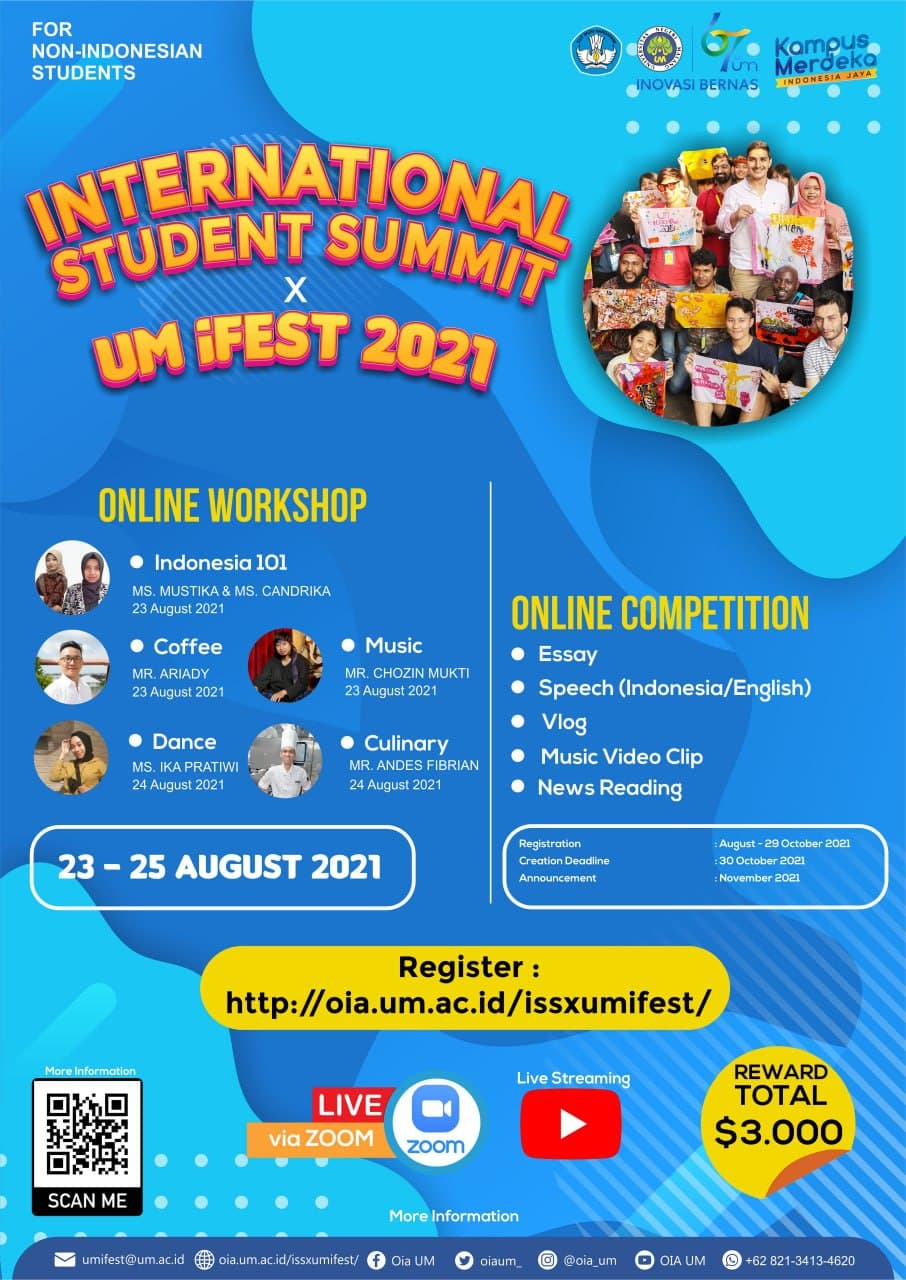 FOR
NON-INDONESIAN
STUDENTS
UNIVERSITAS NEGERI MALANG
UM
67
um
INOVASI BERNAS
Kampus
Merdeka
INDONESIA JAYA
INTERNATIONAL
STUDENT SUMMIT
X
UM iFEST 2021
ONLINE WORKSHOP
Indonesia 101
MS. MUSTIKA & MS. CANDRIKA
23 August 2021
Coffee
MR. ARIADY
23 August 2021
Music
MR. CHOZIN MUKTI
23 August 2021
Dance
MS. IKA PRATIWI
24 August 2021
Culinary
MR. ANDES FIBRIAN
24 August 2021
23 – 25 AUGUST 2021
ONLINE COMPETITION
Essay
Speech (Indonesia/English)
Vlog
Music Video Clip
News Reading
Registration : August - 29 October 2021
Creation Deadline : 30 October 2021
Announcement : November 2021
Register :
http://oia.um.ac.id/issxumifest/
More Information
SCAN ME
LIVE
via ZOOM
zoom
Live Streaming
REWARD
TOTAL
$3.000
More Information
umifest@um.ac.id oia.um.ac.id/issxumifest/ Oia UM oiaum_ @oia_um OIA UM +62 821-3413-4620